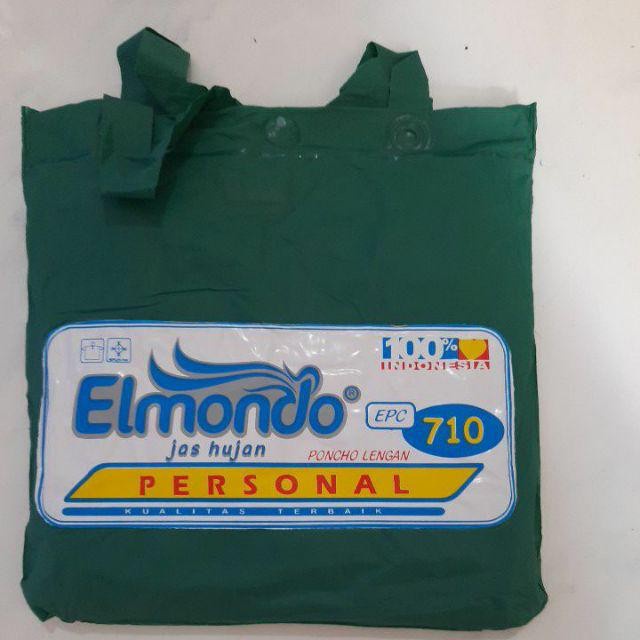 100%
INDONESIA
Elmondo®
jas hujan
EPC 710
PONCHO LENGAN
PERSONAL
KUALITAS TERBAIK